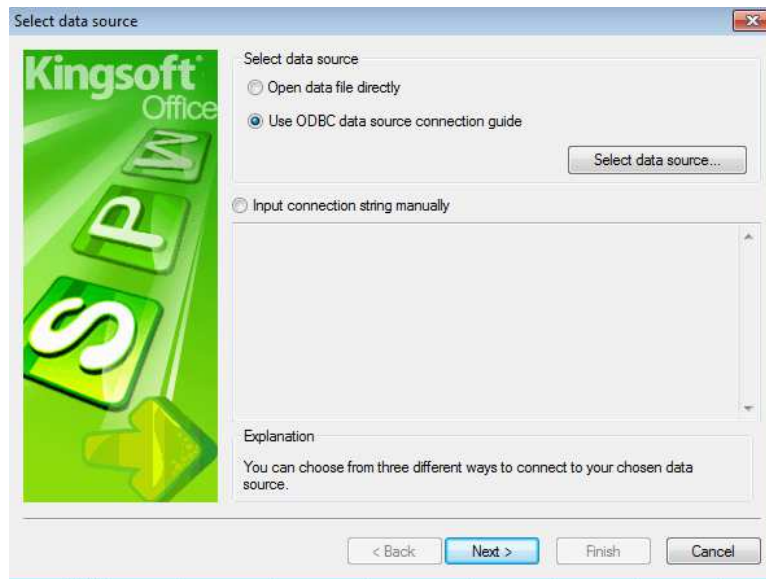 Select data source
Kingsoft
Office
W
P
S
Select data source
Open data file directly
Use ODBC data source connection guide
Select data source...
Input connection string manually
Explanation
You can choose from three different ways to connect to your chosen data
source.
< Back
Next >
Finish
Cancel